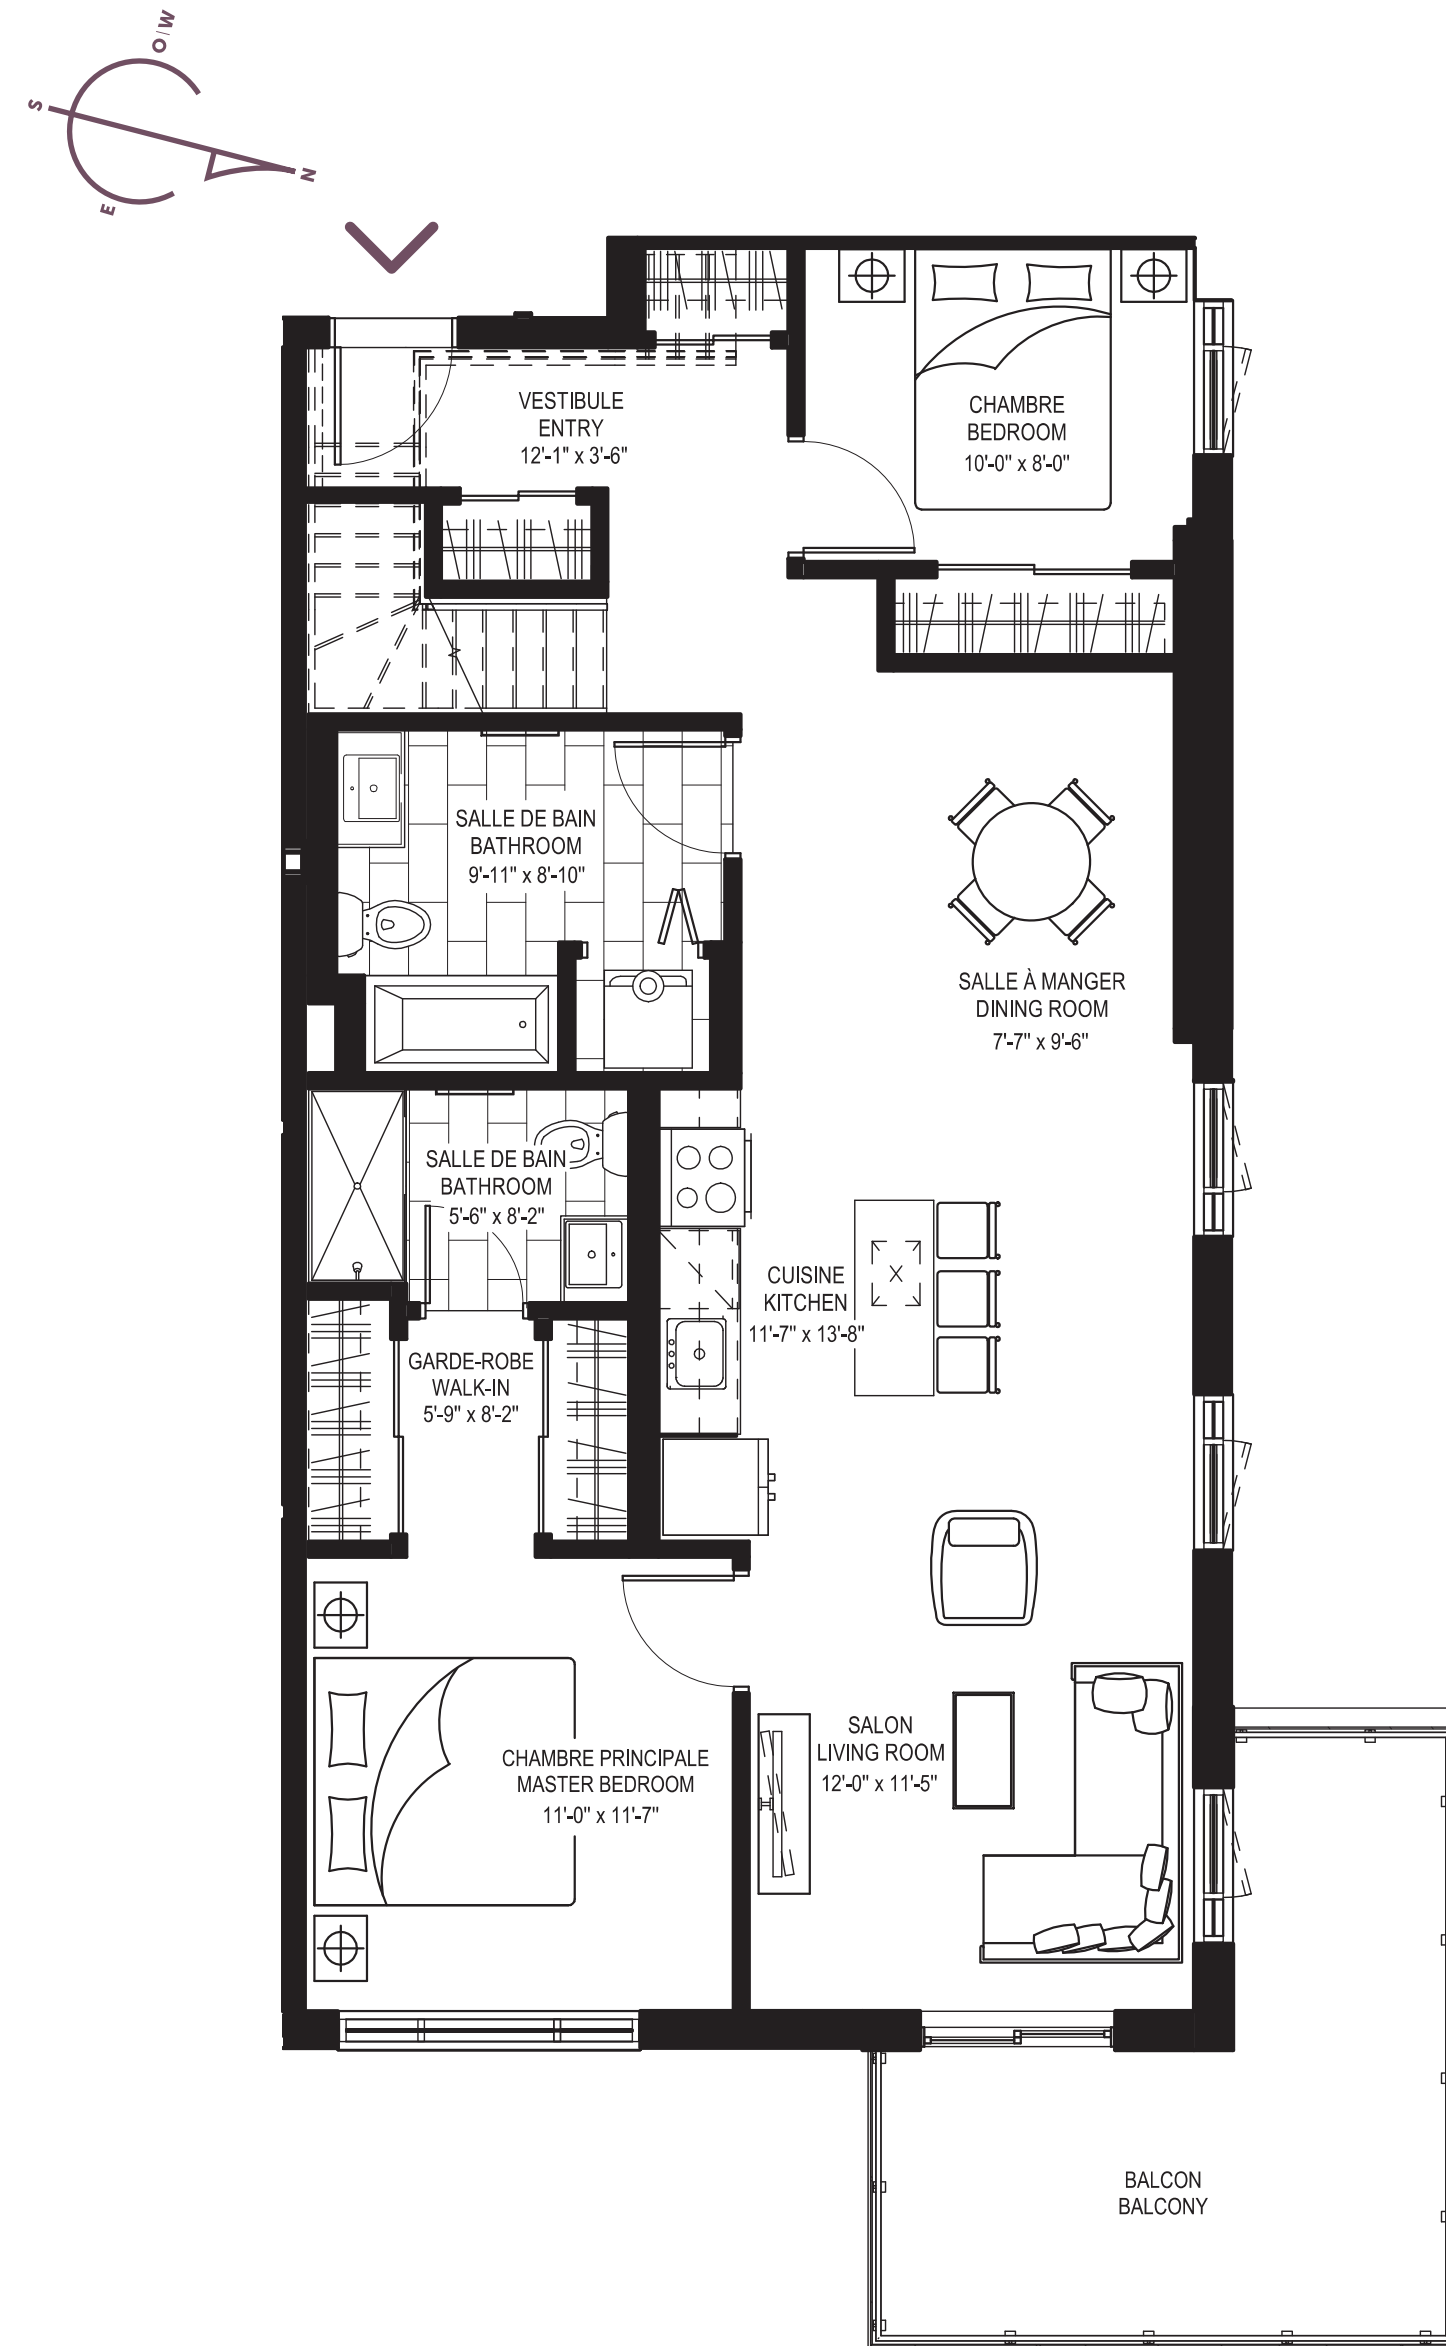 O|W
S
N
E
VESTIBULE
ENTRY
12'-1" x 3'-6"
CHAMBRE
BEDROOM
10'-0" x 8'-0"
SALLE DE BAIN
BATHROOM
9'-11" x 8'-10"
SALLE À MANGER
DINING ROOM
7'-7" x 9'-6"
SALLE DE BAIN
BATHROOM
5'-6" x 8'-2"
CUISINE
KITCHEN
11'-7" x 13'-8"
GARDE-ROBE
WALK-IN
5'-9" x 8'-2"
SALON
LIVING ROOM
12'-0" x 11'-5"
CHAMBRE PRINCIPALE
MASTER BEDROOM
11'-0" x 11'-7"
BALCON
BALCONY